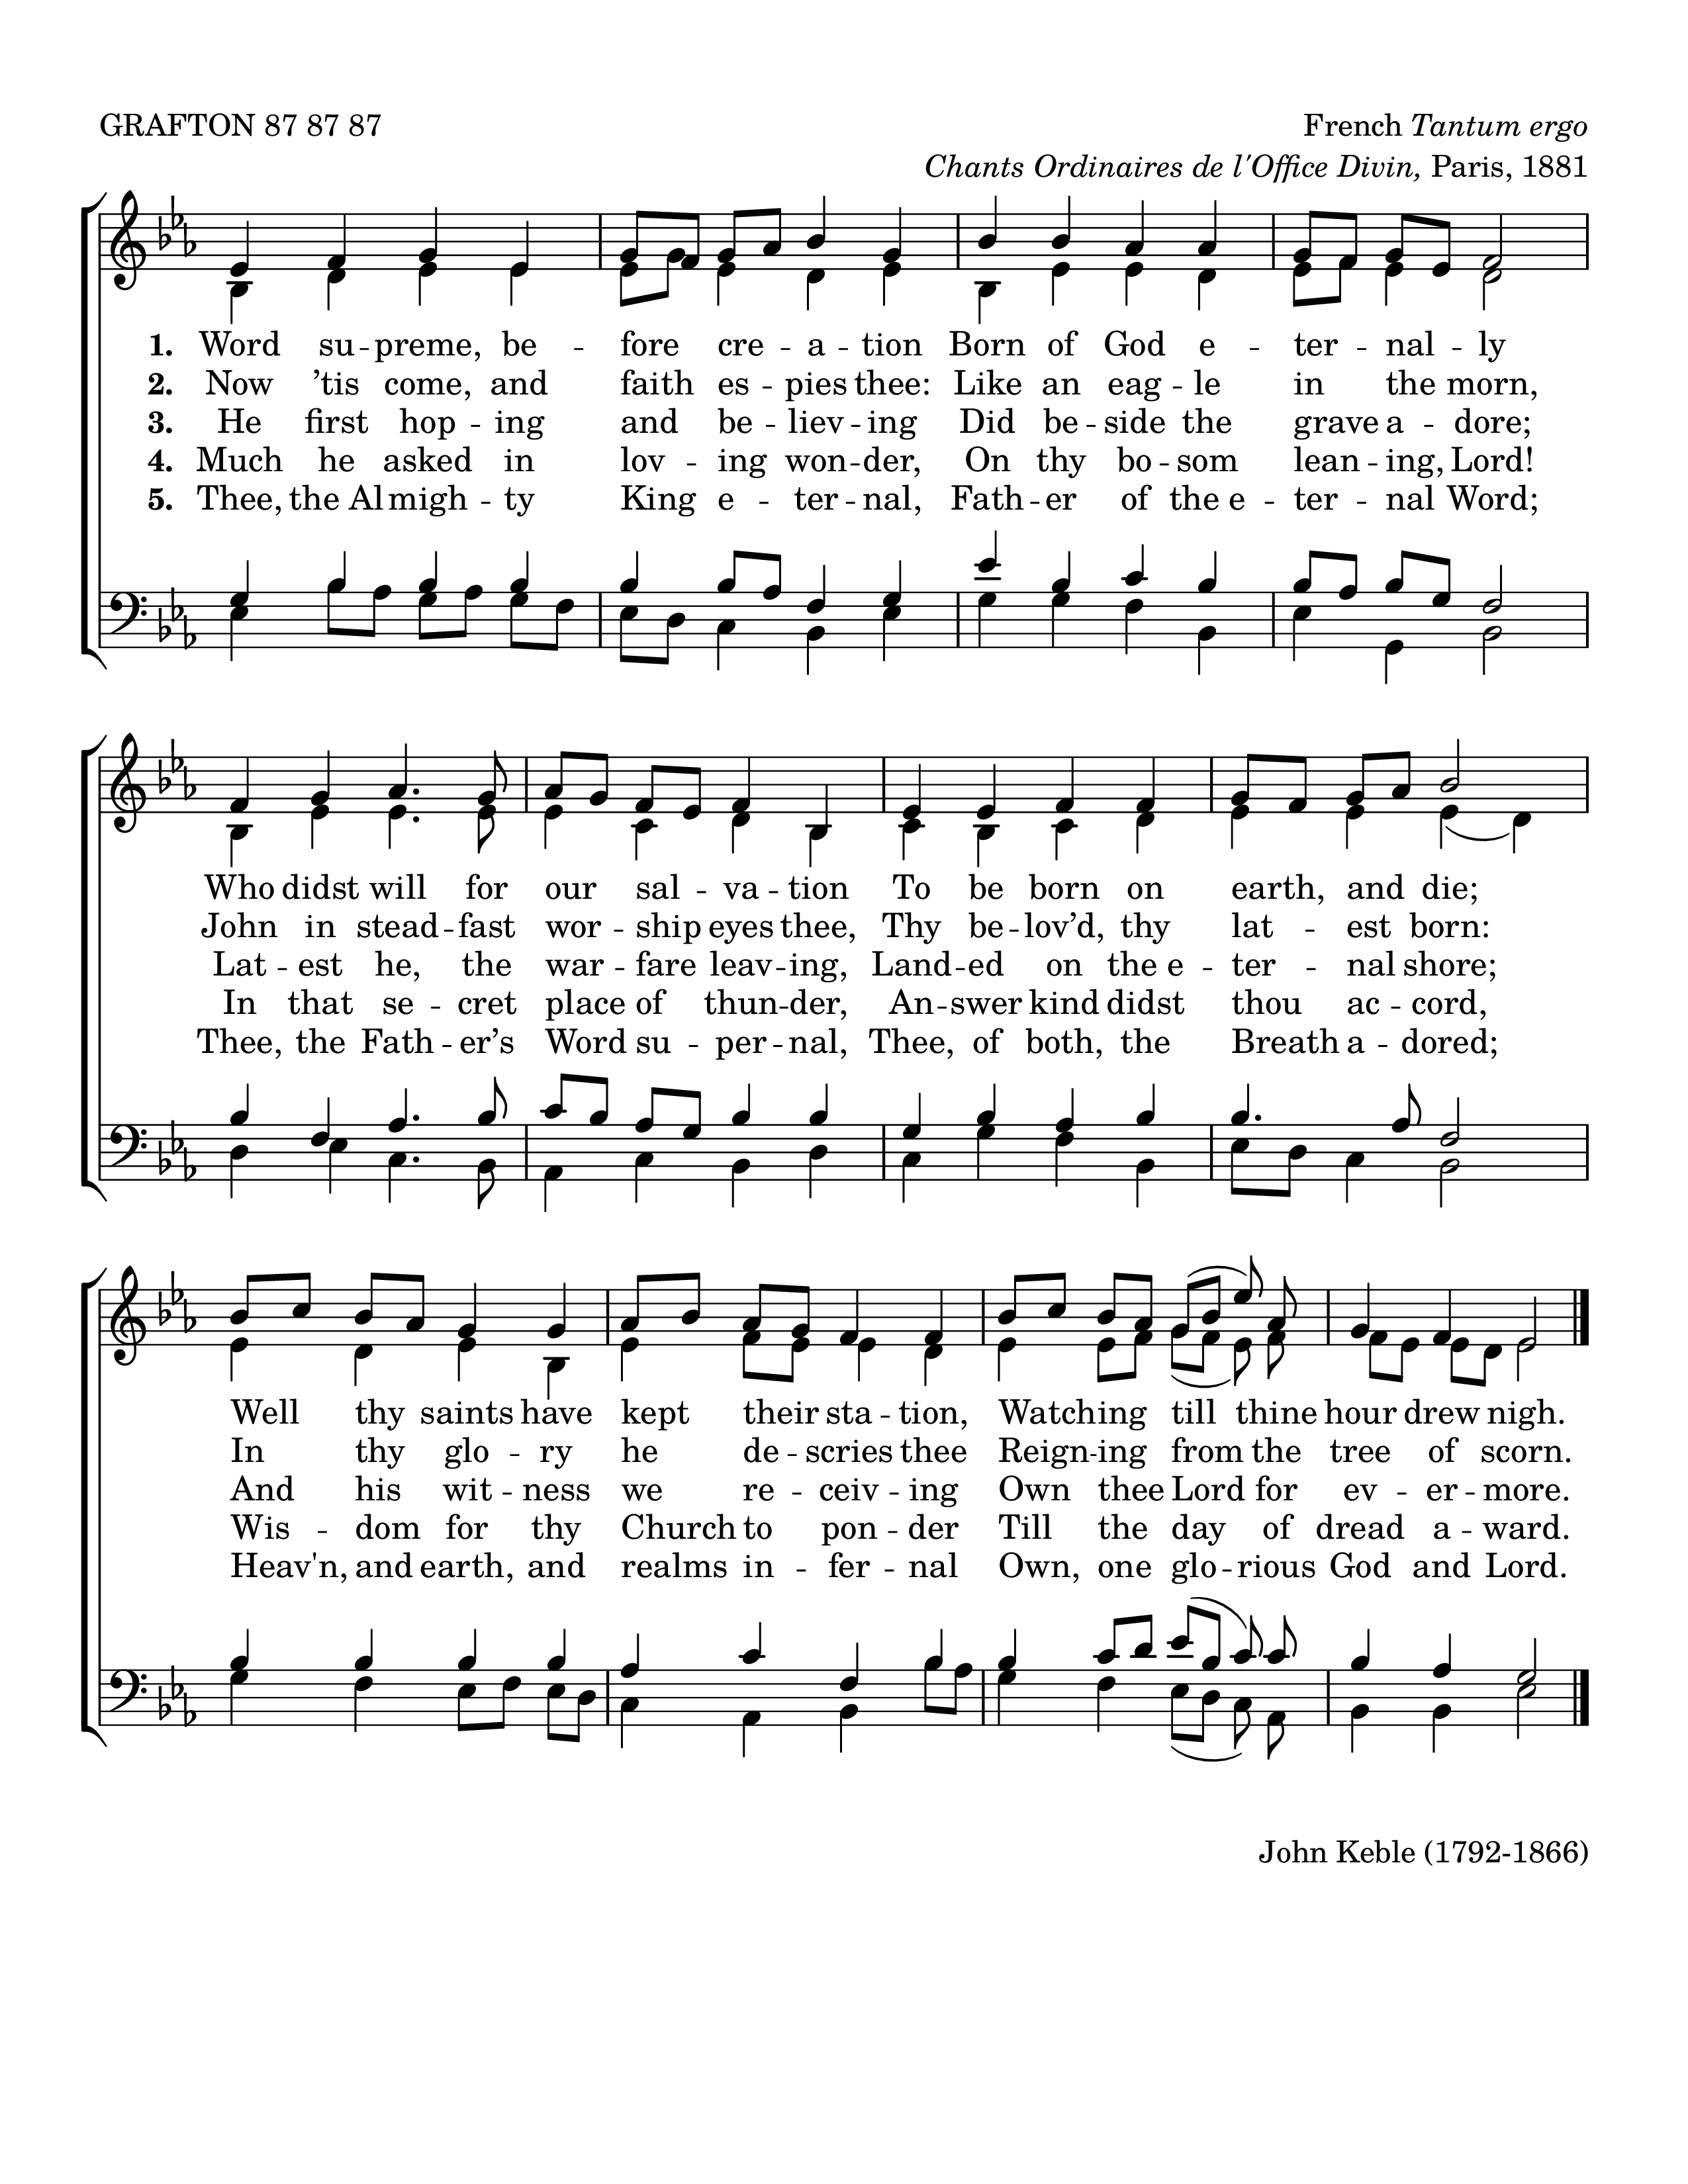 GRAFTON 87 87 87
French Tantum ergo
Chants Ordinaires de l'Office Divin, Paris, 1881
1. Word su -- preme, be -- fore cre -- a -- tion Born of God e -- ter -- nal -- ly
2. Now ’tis come, and faith es -- pies thee: Like an eag -- le in the morn,
3. He first hop -- ing and be -- liev -- ing Did be -- side the grave a -- dore;
4. Much he asked in lov -- ing won -- der, On thy bo -- som lean -- ing, Lord!
5. Thee, the Al -- migh -- ty King e -- ter -- nal, Fath -- er of the e -- ter -- nal Word;
Who didst will for our sal -- va -- tion To be born on earth, and die;
John in stead -- fast wor -- ship eyes thee, Thy be -- lov’d, thy lat -- est born:
Lat -- est he, the war -- fare leav -- ing, Land -- ed on the e -- ter -- nal shore;
In that se -- cret place of thun -- der, An -- swer kind didst thou ac -- cord,
Thee, the Fath -- er’s Word su -- per -- nal, Thee, of both, the Breath a -- dored;
Well thy saints have kept their sta -- tion, Watch -- ing till thine hour drew nigh.
In thy glo -- ry he de -- scries thee Reign -- ing from the tree of scorn.
And his wit -- ness we re -- ceiv -- ing Own thee Lord for ev -- er -- more.
Wis -- dom for thy Church to pon -- der Till the day of dread a -- ward.
Heav'n, and earth, and realms in -- fer -- nal Own, one glo -- rious God and Lord.
John Keble (1792-1866)